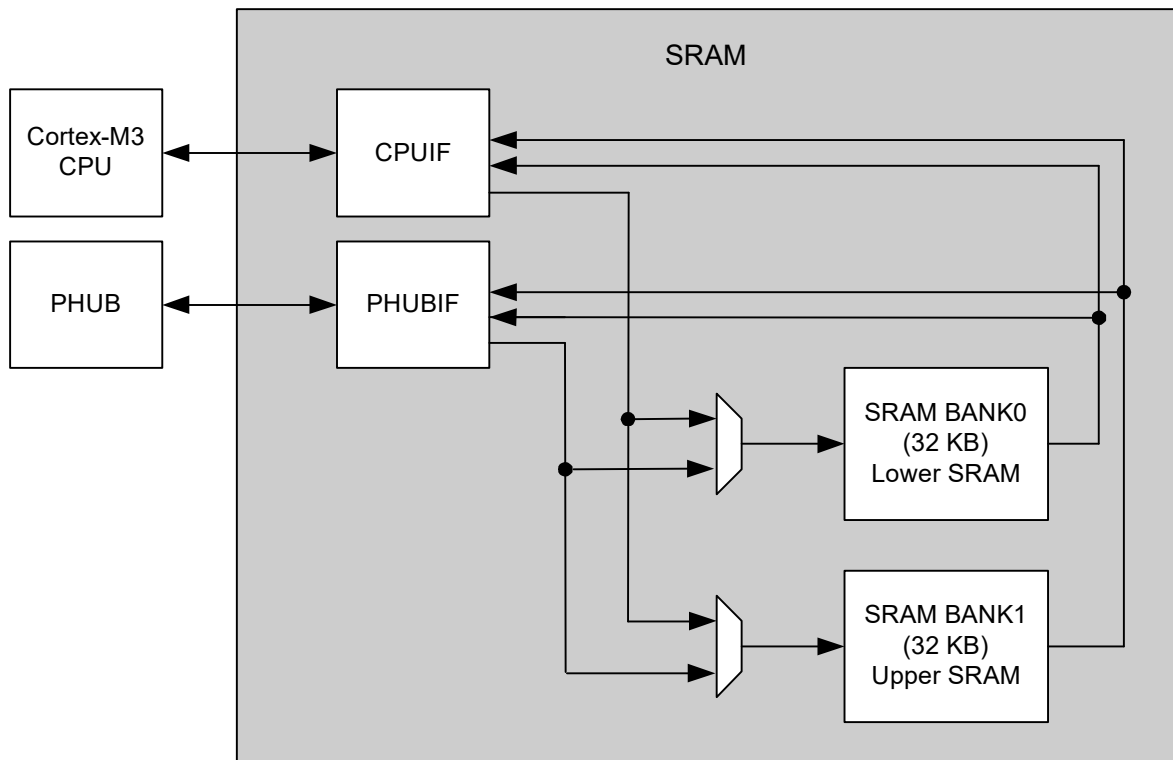 SRAM
Cortex-M3
CPU
CPUIF
PHUB
PHUBIF
SRAM BANK0
(32 KB)
Lower SRAM
SRAM BANK1
(32 KB)
Upper SRAM